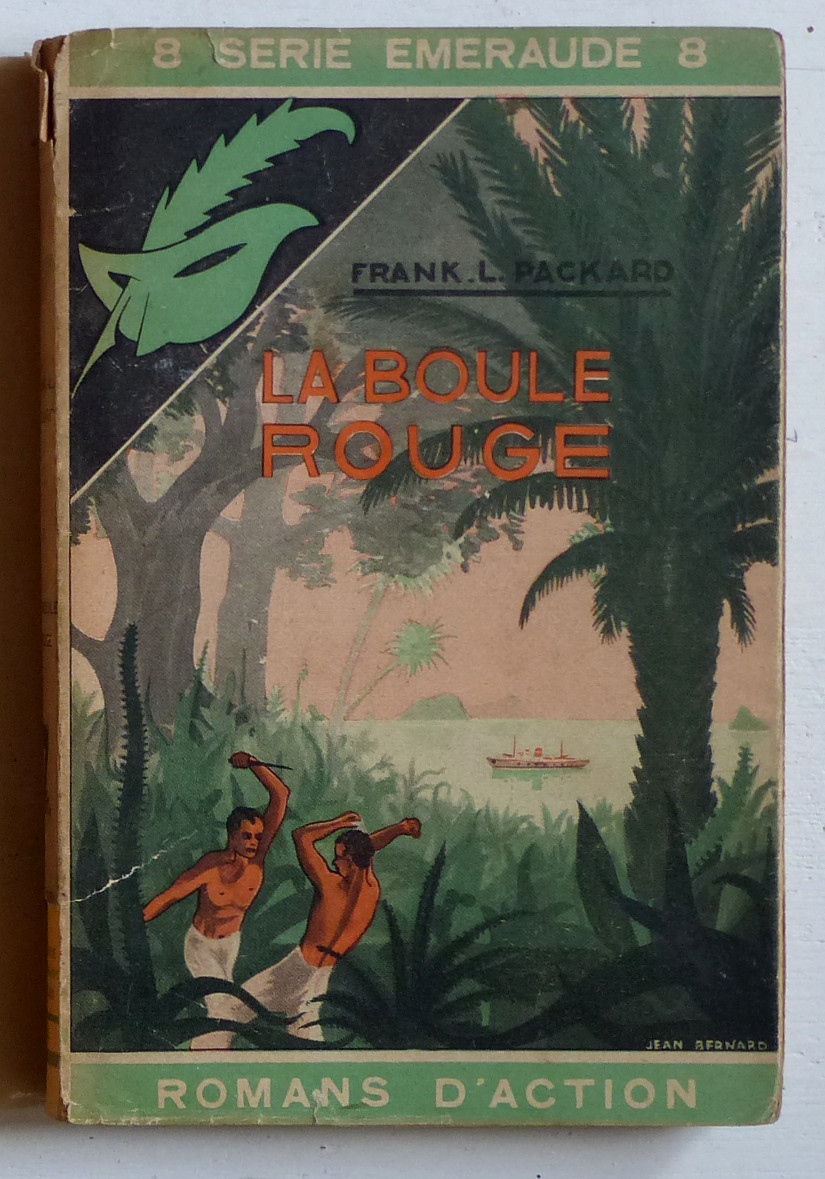 8 SERIE EMERAUDE 8
FRANK.L.PACKARD
LA BOULE
ROUGE
JEAN BERNARD
ROMANS D'ACTION